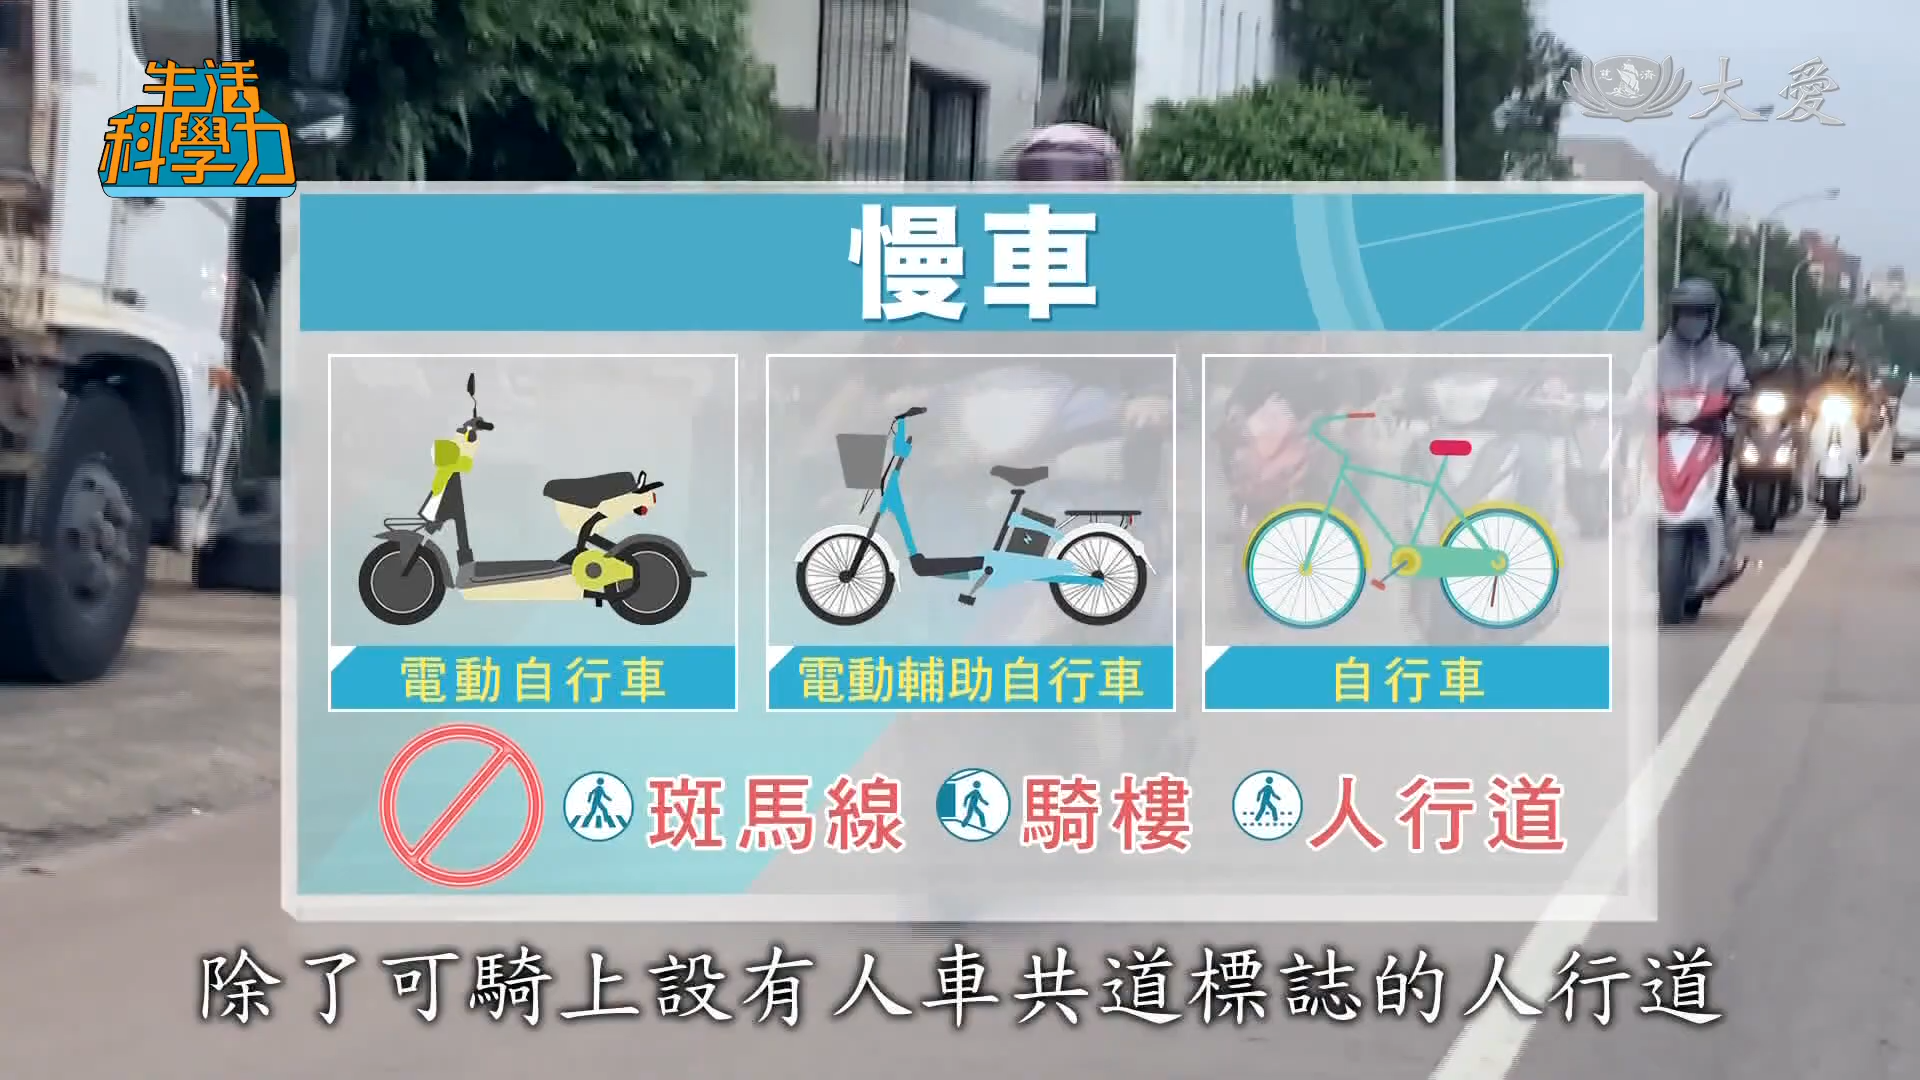 生活
科學力
慈濟
大愛
慢車
電動自行車
電動輔助自行車
自行車
斑馬線
騎樓
人行道
除了可騎上設有人車共道標誌的人行道